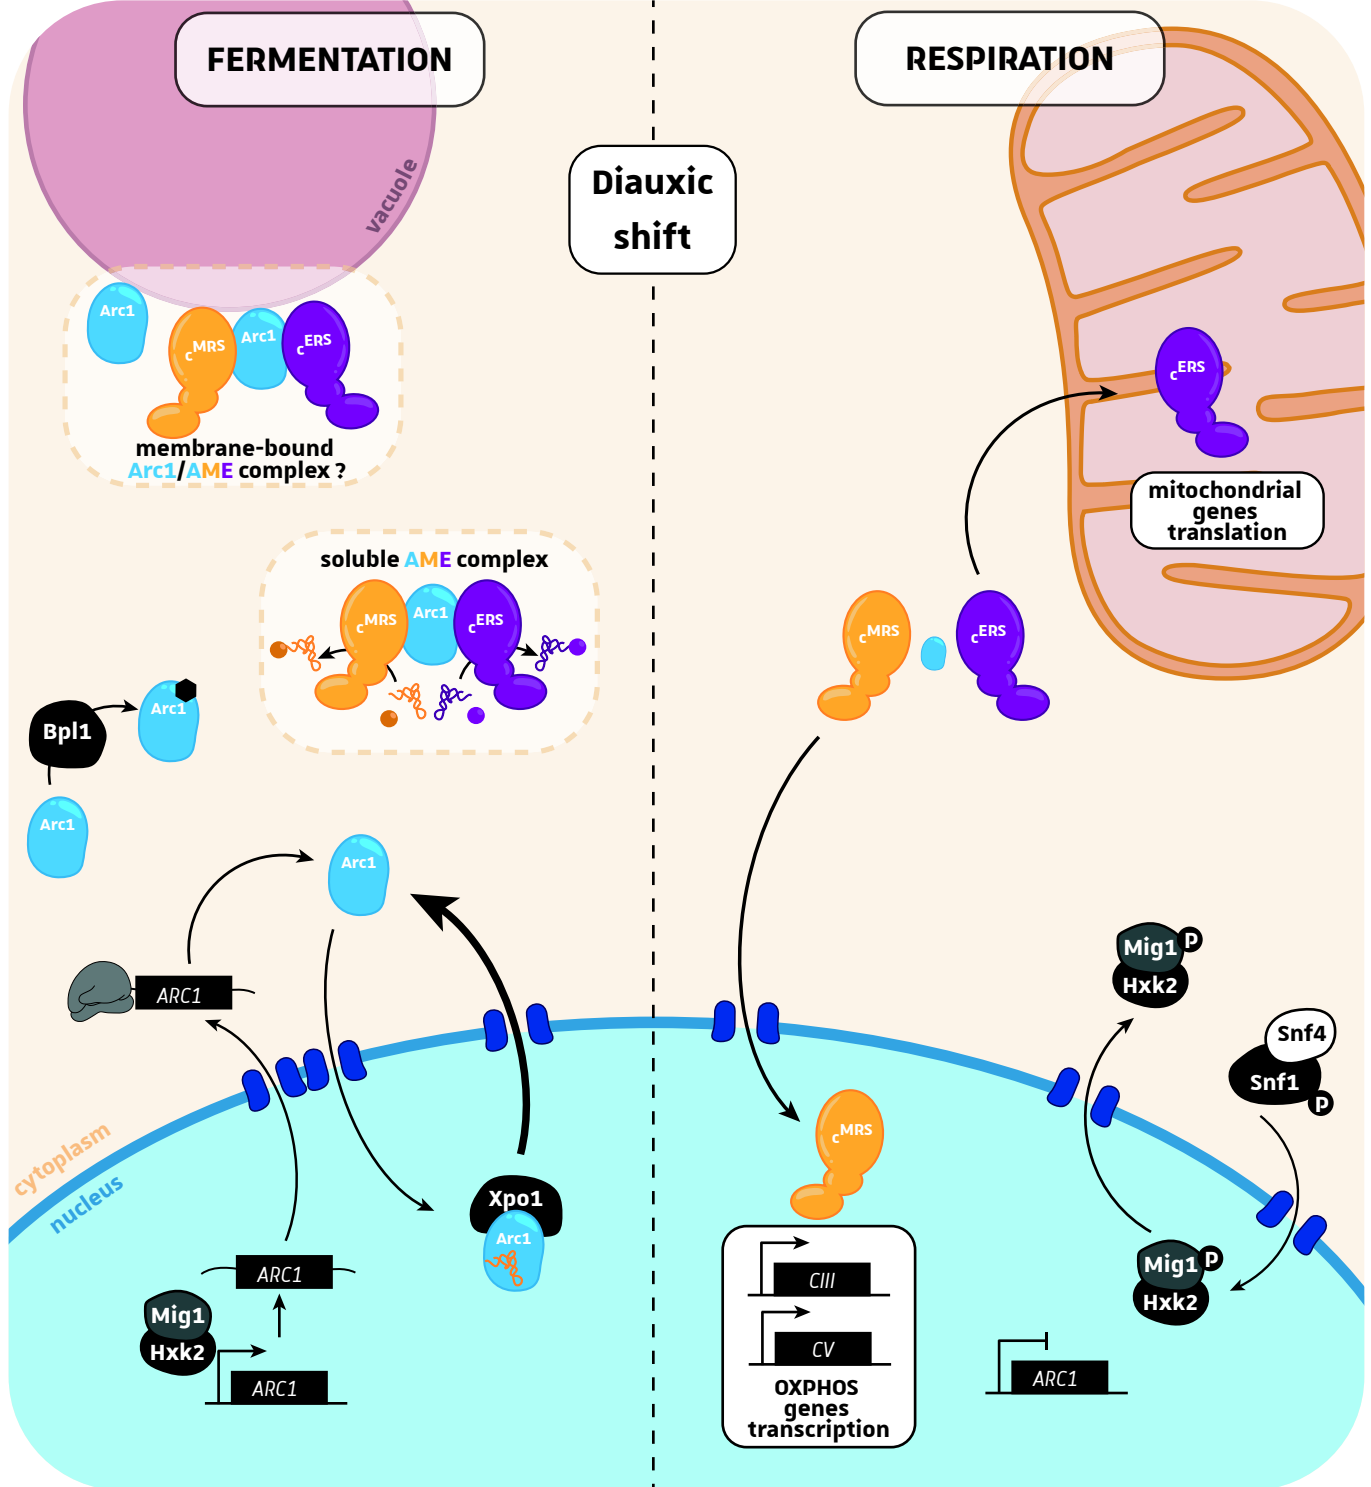 FERMENTATION
RESPIRATION
Diauxic
shift
vacuole
Arc1
cMRS
Arc1
cERS
membrane-bound
Arc1/AME complex ?
soluble AME complex
cMRS
Arc1
cERS
Bpl1
Arc1
Arc1
Arc1
ARC1
cytoplasm
nucleus
Xpo1
Arc1
ARC1
Mig1
Hxk2
ARC1
cERS
mitochondrial
genes
translation
cMRS
cERS
cMRS
CIII
CV
OXPHOS
genes
transcription
Mig1
P
Hxk2
Snf4
Snf1
P
Mig1
P
Hxk2
ARC1